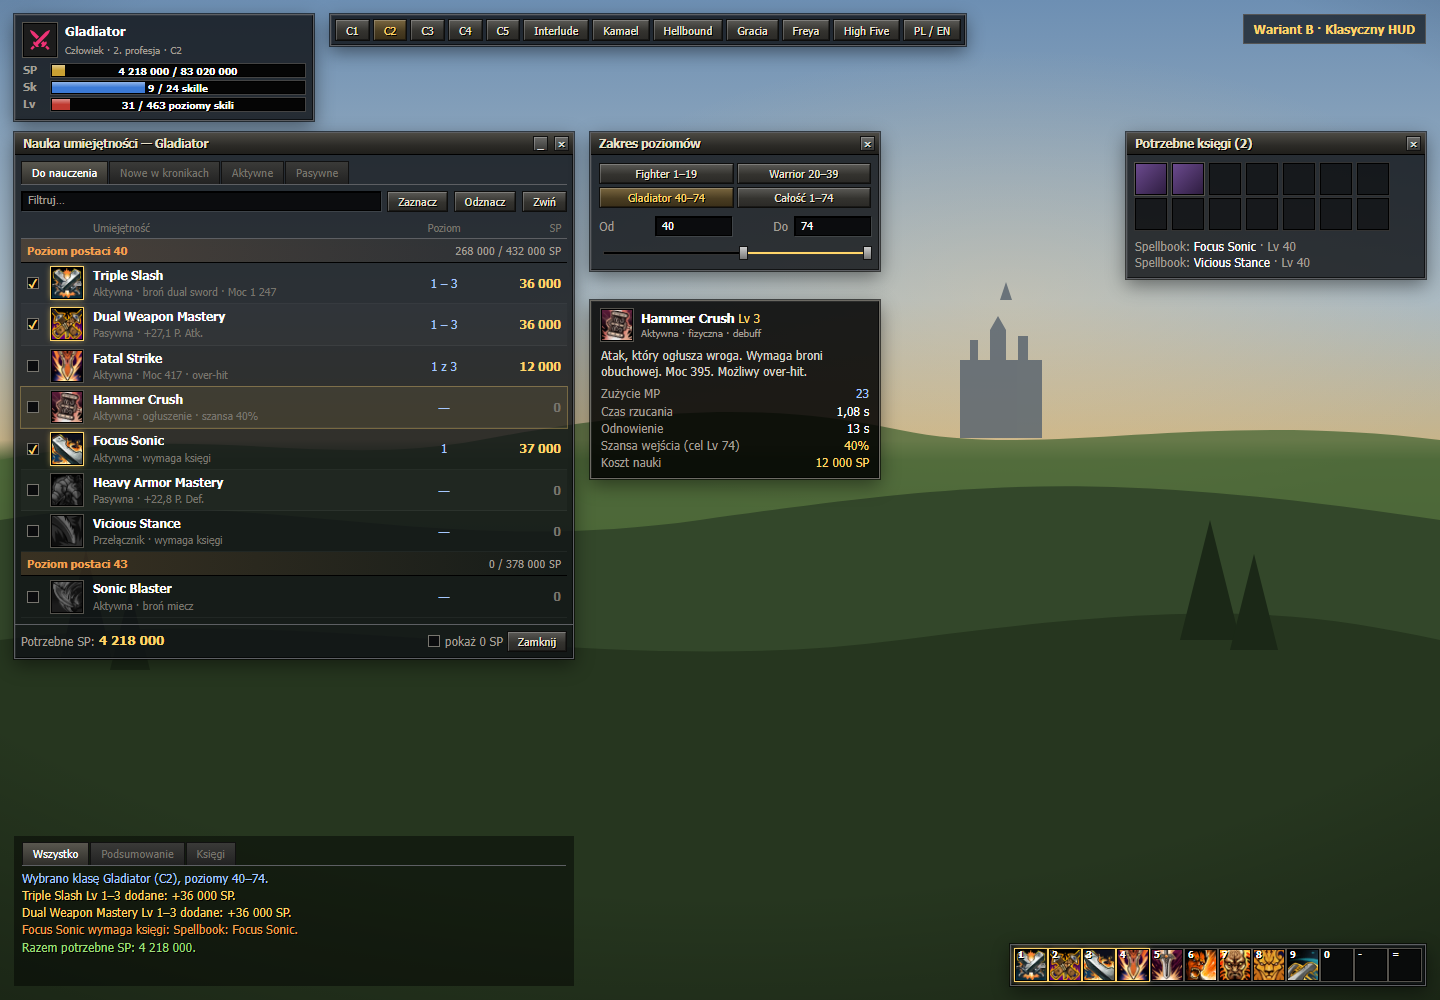 Gladiator
Człowiek · 2. profesja · C2
SP 4 218 000 / 83 020 000
Sk 9 / 24 skille
Lv 31 / 463 poziomy skili
C1 C2 C3 C4 C5 Interlude Kamael Hellbound Gracia Freya High Five PL / EN
Wariant B · Klasyczny HUD
Nauka umiejętności — Gladiator
Do nauczenia Nowe w kronikach Aktywne Pasywne
Filtruj... Zaznacz Odznacz Zwiń
Umiejętność Poziom SP
Poziom postaci 40 268 000 / 432 000 SP
Triple Slash
Aktywna · broń dual sword · Moc 1 247
1 – 3 36 000
Dual Weapon Mastery
Pasywna · +27,1 P. Atk.
1 – 3 36 000
Fatal Strike
Aktywna · Moc 417 · over-hit
1 z 3 12 000
Hammer Crush
Aktywna · ogłuszenie · szansa 40%
— 0
Focus Sonic
Aktywna · wymaga księgi
1 37 000
Heavy Armor Mastery
Pasywna · +22,8 P. Def.
— 0
Vicious Stance
Przełącznik · wymaga księgi
— 0
Poziom postaci 43 0 / 378 000 SP
Sonic Blaster
Aktywna · broń miecz
— 0
Potrzebne SP: 4 218 000 pokaż 0 SP Zamknij
Zakres poziomów
Fighter 1–19 Warrior 20–39
Gladiator 40–74 Całość 1–74
Od 40 Do 74
Hammer Crush Lv 3
Aktywna · fizyczna · debuff
Atak, który ogłusza wroga. Wymaga broni
obuchowej. Moc 395. Możliwy over-hit.
Zużycie MP 23
Czas rzucania 1,08 s
Odnowienie 13 s
Szansa wejścia (cel Lv 74) 40%
Koszt nauki 12 000 SP
Potrzebne księgi (2)
Spellbook: Focus Sonic · Lv 40
Spellbook: Vicious Stance · Lv 40
Wszystko Podsumowanie Księgi
Wybrano klasę Gladiator (C2), poziomy 40–74.
Triple Slash Lv 1–3 dodane: +36 000 SP.
Dual Weapon Mastery Lv 1–3 dodane: +36 000 SP.
Focus Sonic wymaga księgi: Spellbook: Focus Sonic.
Razem potrzebne SP: 4 218 000.
1 2 3 4 5 6 7 8 9 0 - =